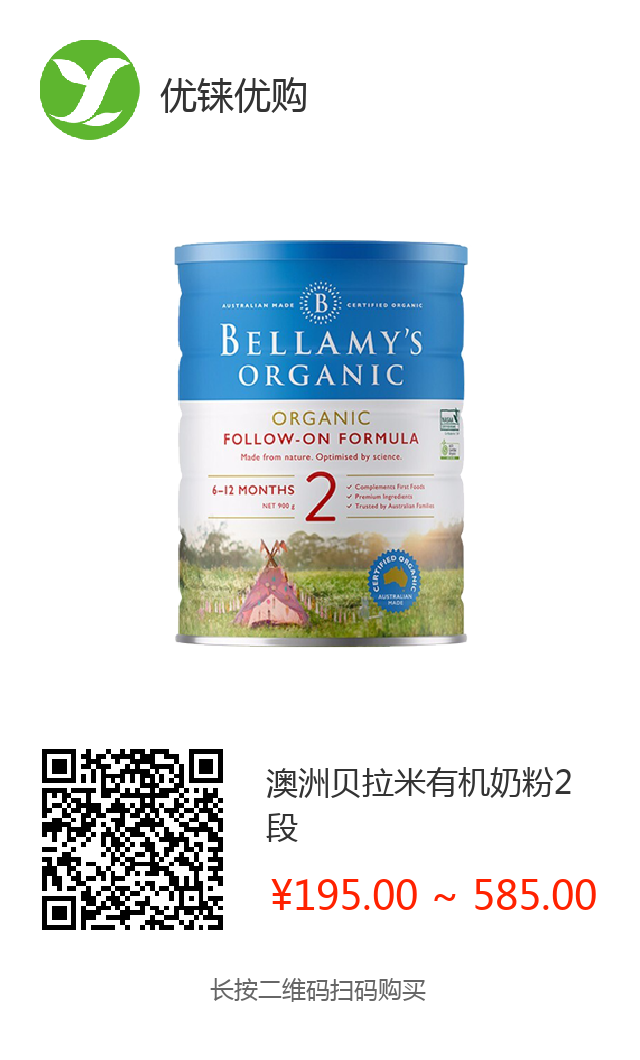 优铼优购
AUSTRALIAN MADE B CERTIFIED ORGANIC
BELLAMY'S
ORGANIC
ORGANIC
FOLLOW-ON FORMULA
Made from nature. Optimised by science.
6-12 MONTHS
NET 900 g
2
✓ Complements First Foods
✓ Premium Ingredients
✓ Trusted by Australian Families
CERTIFIED ORGANIC
AUSTRALIAN
MADE
澳洲贝拉米有机奶粉2
段
¥195.00 ~ 585.00
长按二维码扫码购买